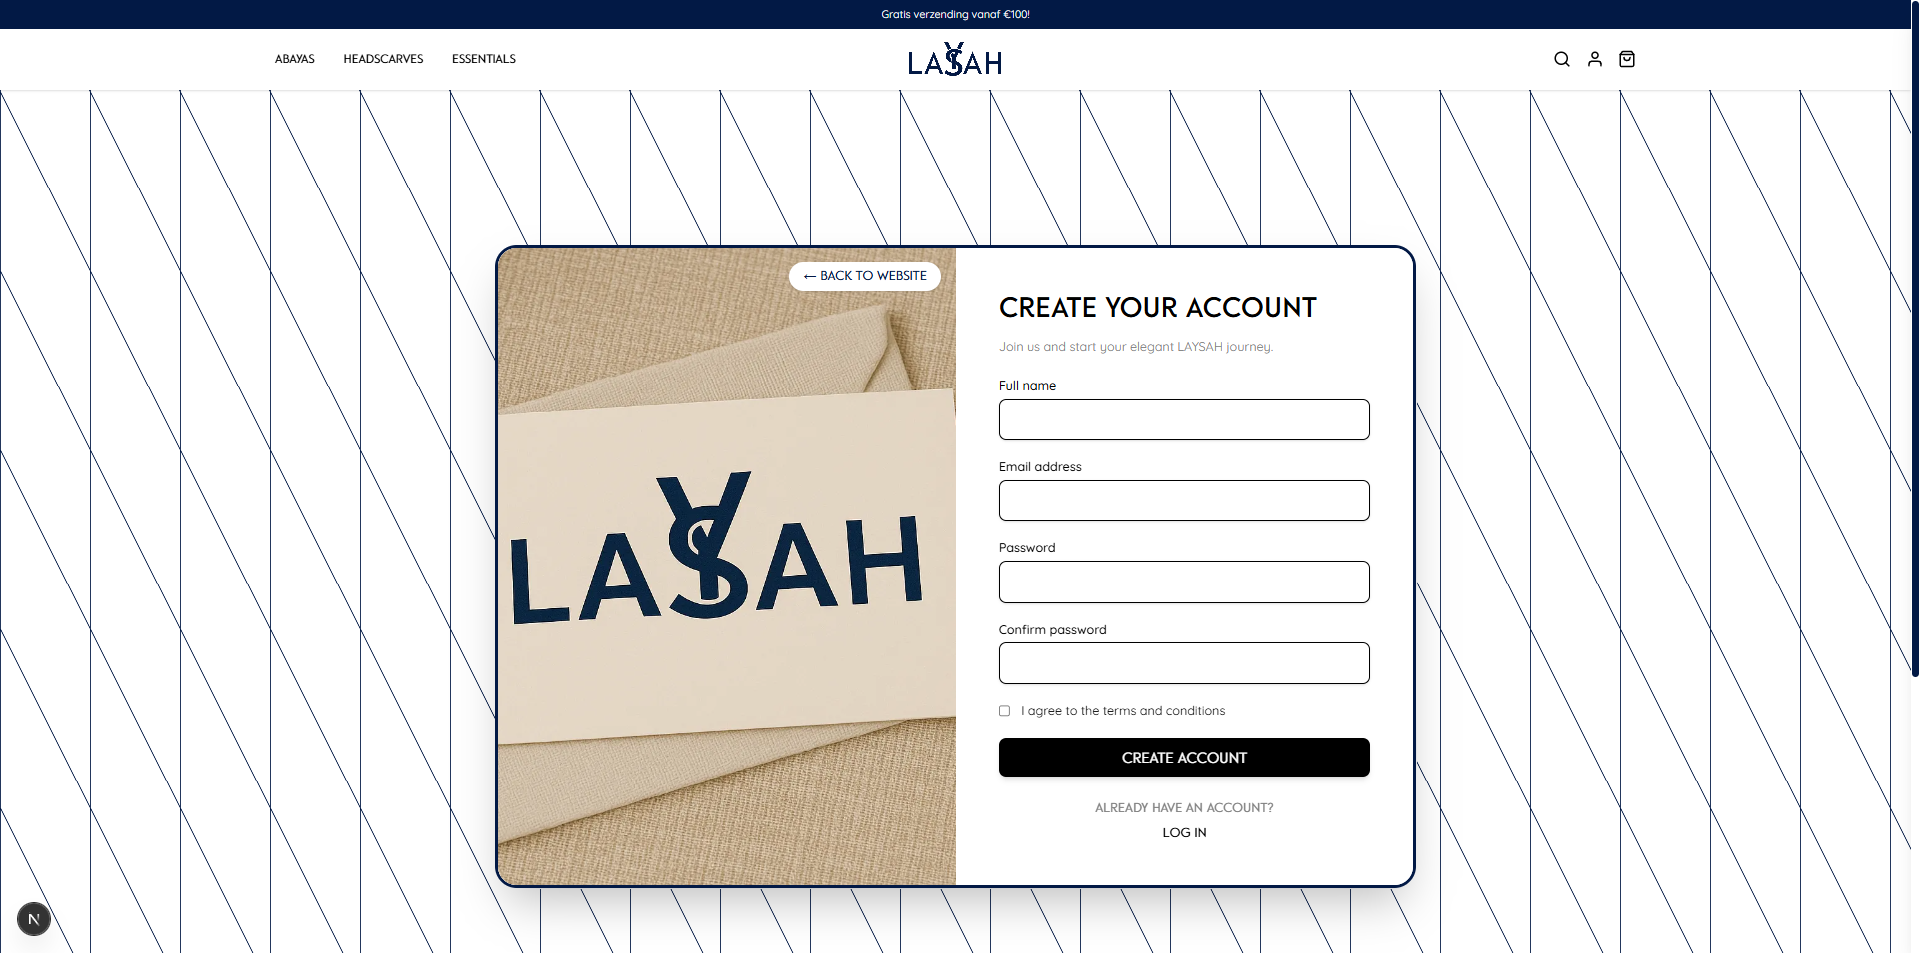 Gratis verzending vanaf €100!
ABAYAS HEADSCARVES ESSENTIALS
LAYSAH
← BACK TO WEBSITE
LAYSAH
CREATE YOUR ACCOUNT
Join us and start your elegant LAYSAH journey.
Full name
Email address
Password
Confirm password
I agree to the terms and conditions
CREATE ACCOUNT
ALREADY HAVE AN ACCOUNT?
LOG IN
N